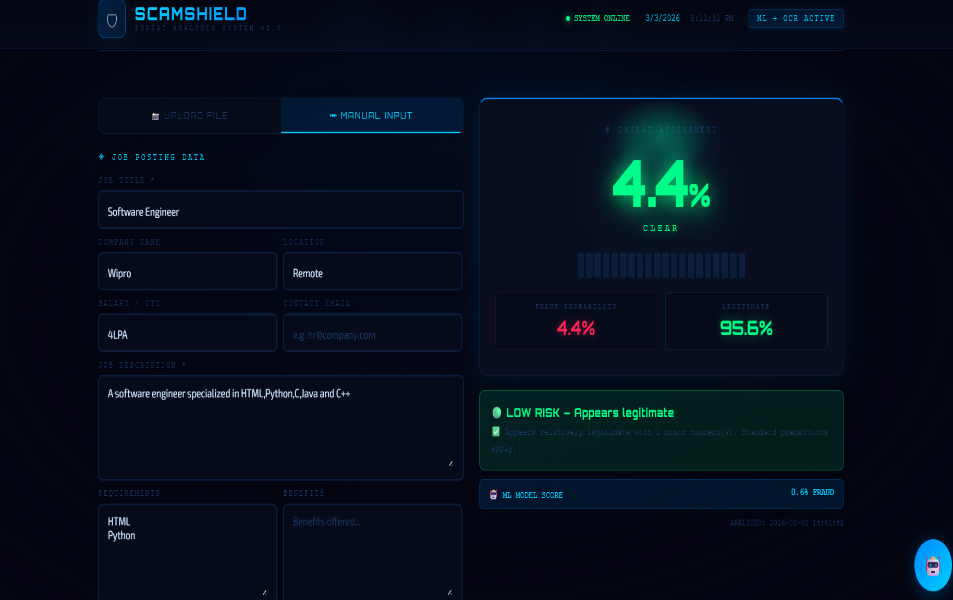 SCAMSHIELD
THREAT ANALYSIS SYSTEM v2.0
SYSTEM ONLINE
3/3/2026
8:11:52 PM
ML + OCR ACTIVE
UPLOAD FILE
MANUAL INPUT
JOB POSTING DATA
JOB TITLE *
Software Engineer
COMPANY NAME
LOCATION
Wipro
Remote
SALARY / CTC
CONTACT EMAIL
4LPA
e.g. hr@company.com
JOB DESCRIPTION *
A software engineer specialized in HTML,Python,C,Java and C++
REQUIREMENTS
BENEFITS
HTML
Python
Benefits offered...
THREAT ASSESSMENT
4.4%
CLEAR
FRAUD PROBABILITY
4.4%
LEGITIMATE
95.6%
LOW RISK – Appears legitimate
Appears relatively legitimate with 1 minor concern(s). Standard precautions
apply.
ML MODEL SCORE
0.6% FRAUD
ANALYZED: 2026-03-03